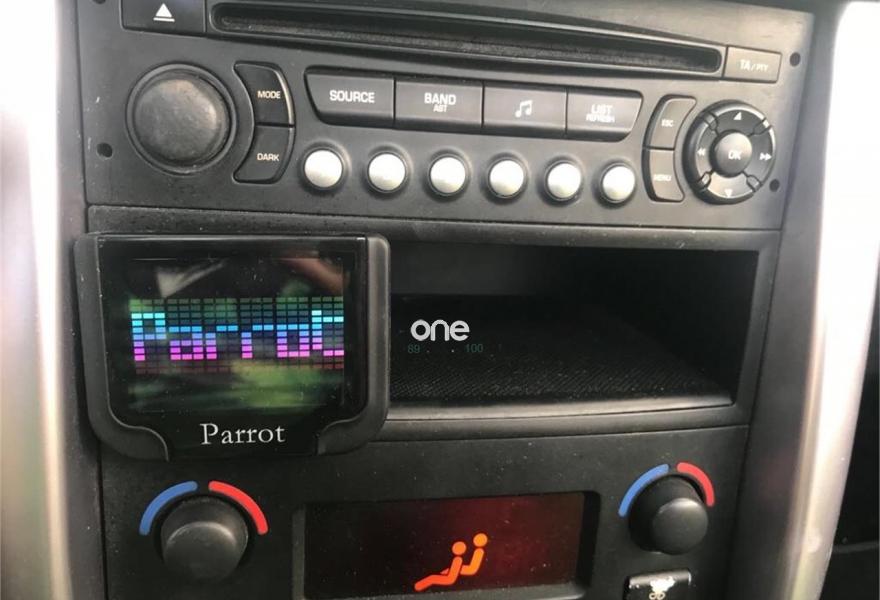 TA/PTY
MODE
SOURCE
BAND
AST
LIST
REFRESH
ESC
DARK
OK
MENU
Parrot
one
89 100
Parrot